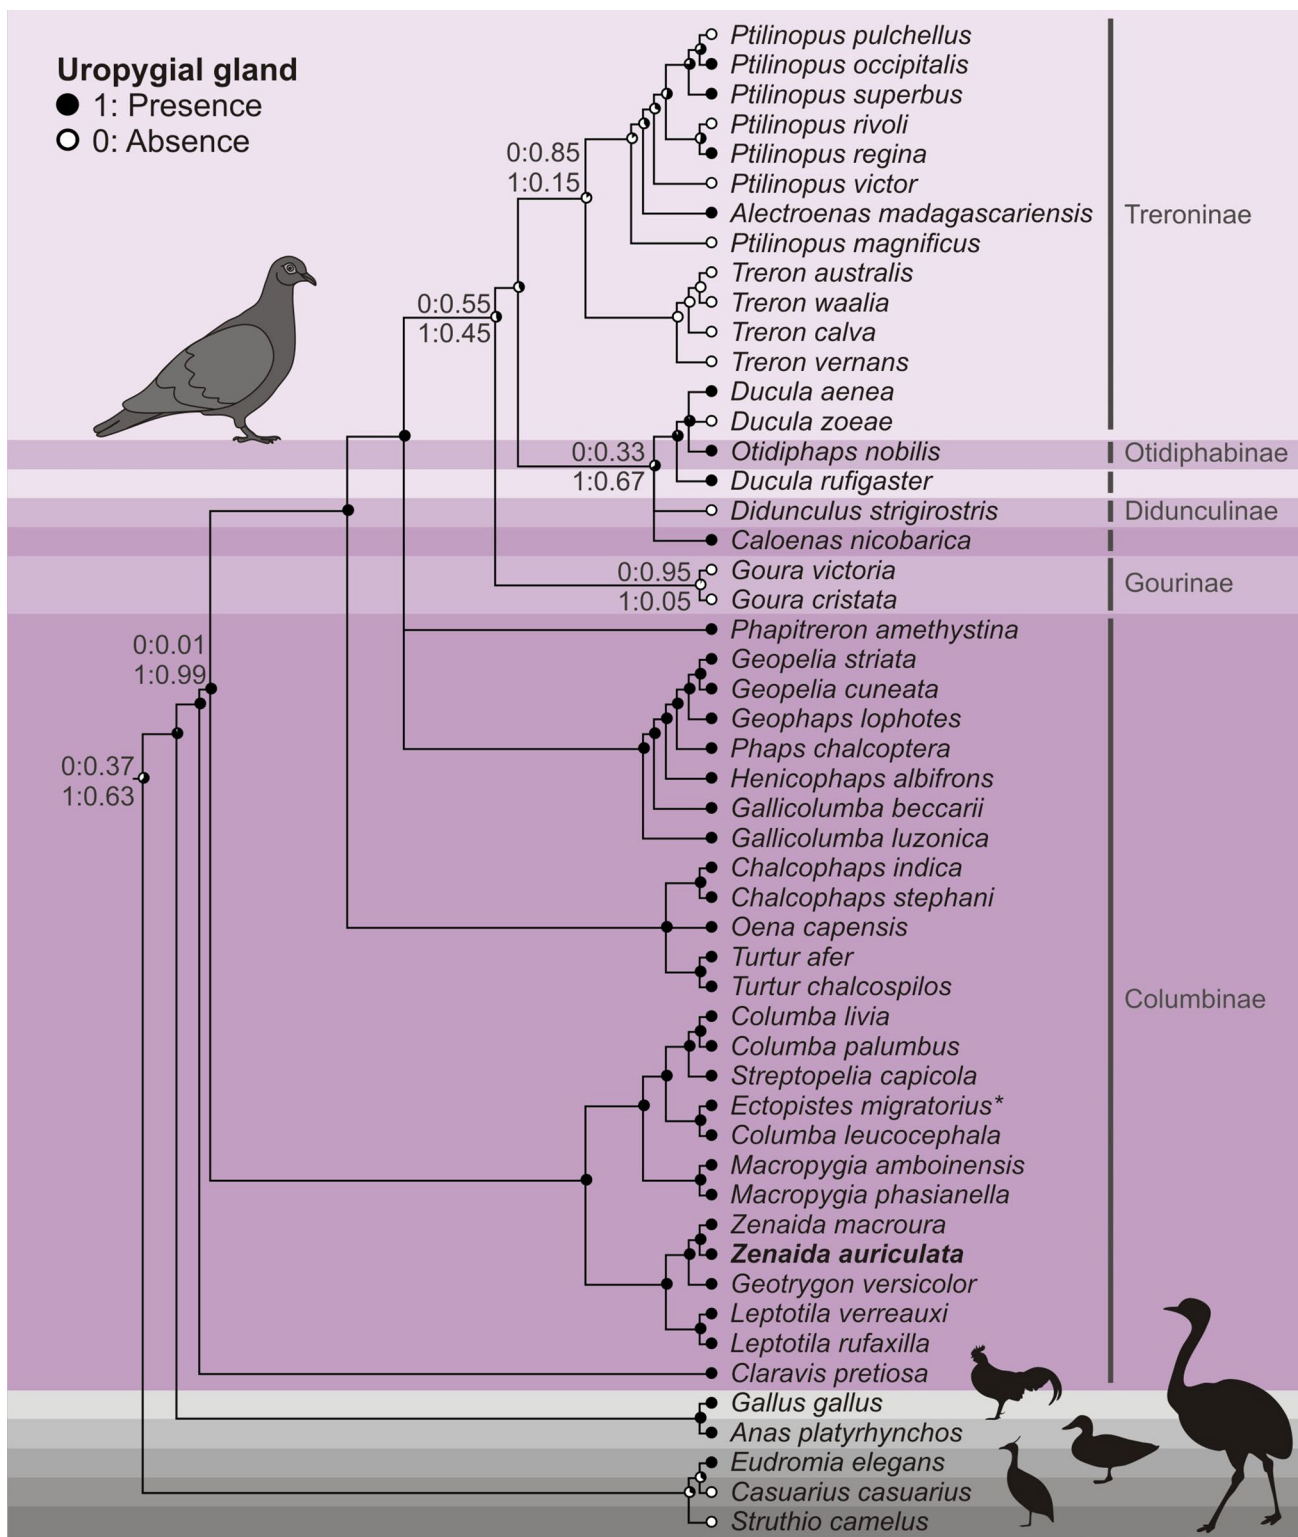 Uropygial gland
1: Presence
0: Absence
Ptilinopus pulchellus
Ptilinopus occipitalis
Ptilinopus superbus
Ptilinopus rivoli
Ptilinopus regina
Ptilinopus victor
Alectroenas madagascariensis
Ptilinopus magnificus
Treron australis
Treron waalia
Treron calva
Treron vernans
Ducula aenea
Ducula zoeae
Otidiphaps nobilis
Ducula rufigaster
Didunculus strigirostris
Caloenas nicobarica
Goura victoria
Goura cristata
Phapitreron amethystina
Geopelia striata
Geopelia cuneata
Geophaps lophotes
Phaps chalcoptera
Henicophaps albifrons
Gallicolumba beccarii
Gallicolumba luzonica
Chalcophaps indica
Chalcophaps stephani
Oena capensis
Turtur afer
Turtur chalcospilos
Columba livia
Columba palumbus
Streptopelia capicola
Ectopistes migratorius*
Columba leucocephala
Macropygia amboinensis
Macropygia phasianella
Zenaida macroura
Zenaida auriculata
Geotrygon versicolor
Leptotila verreauxi
Leptotila rufaxilla
Claravis pretiosa
Gallus gallus
Anas platyrhynchos
Eudromia elegans
Casuarius casuarius
Struthio camelus
Treroninae
Otidiphabinae
Didunculinae
Gourinae
Columbinae
0:0.85
1:0.15
0:0.55
1:0.45
0:0.33
1:0.67
0:0.95
1:0.05
0:0.01
1:0.99
0:0.37
1:0.63